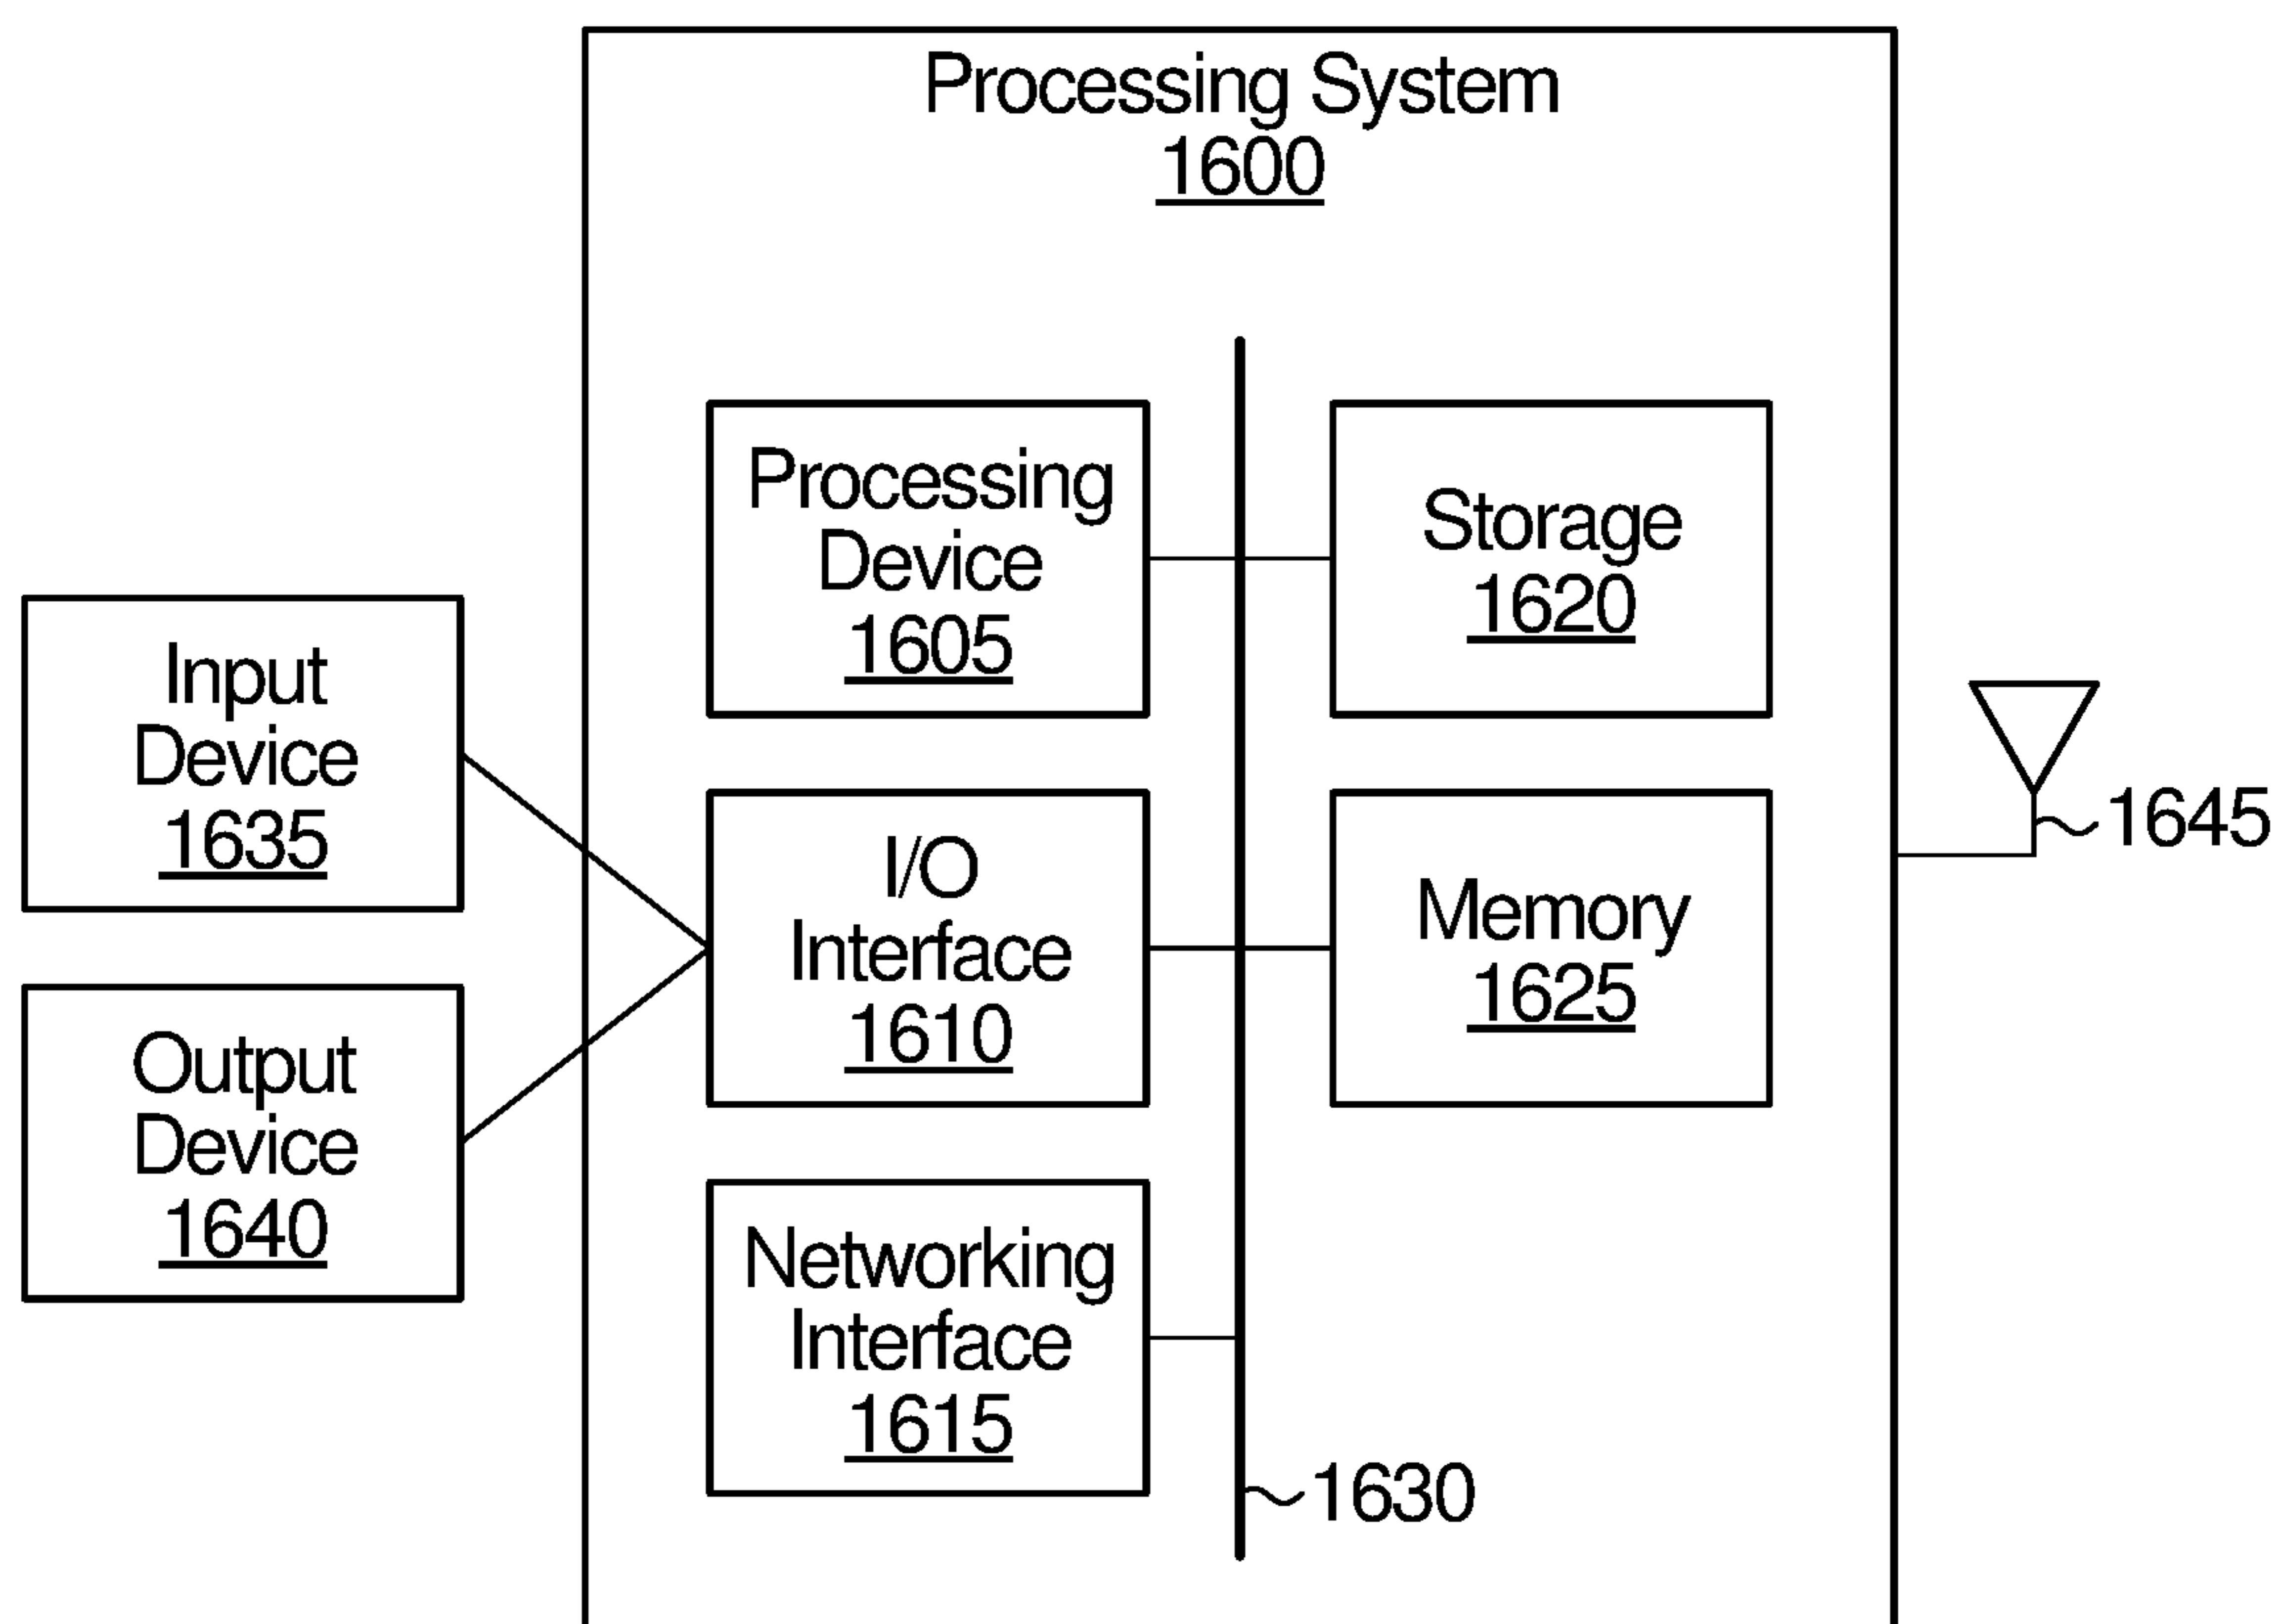 Processing System
1600
Processing
Device
1605
Storage
1620
Input
Device
1635
I/O
Interface
1610
Memory
1625
1645
Output
Device
1640
Networking
Interface
1615
1630